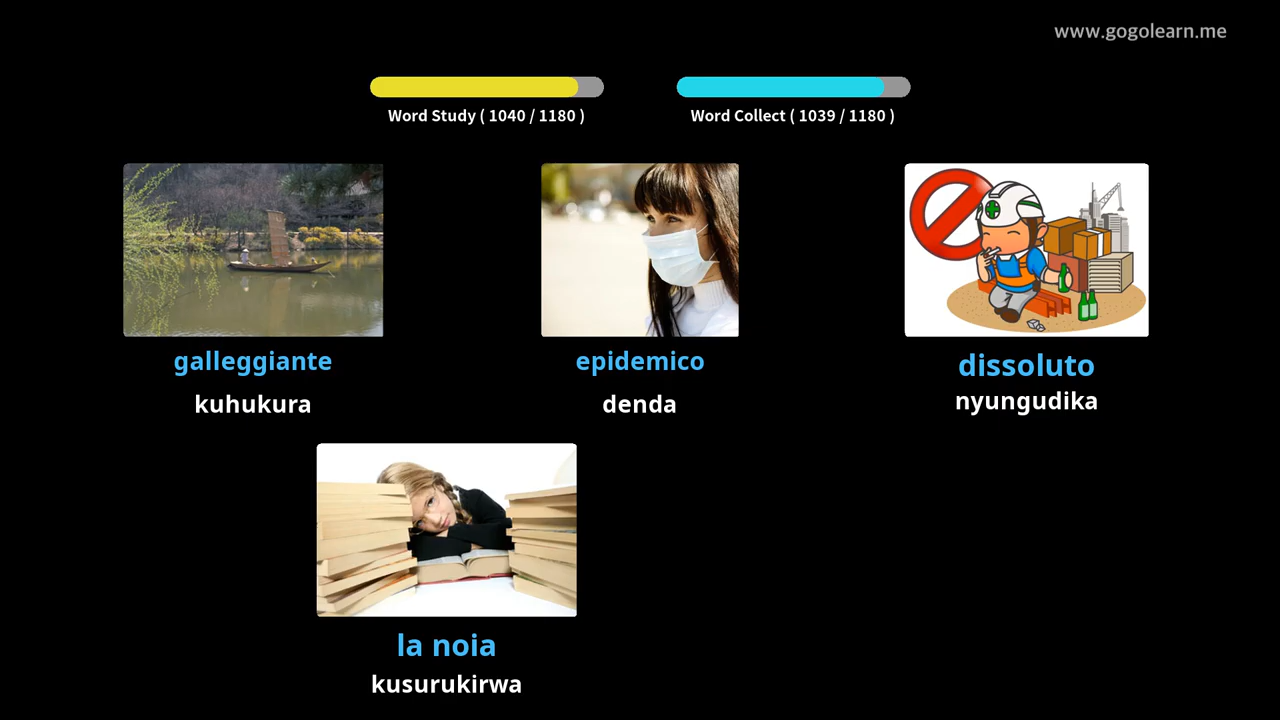 www.gogolearn.me
Word Study ( 1040 / 1180 )
Word Collect ( 1039 / 1180 )
galleggiante
kuhukura
epidemico
denda
dissoluto
nyungudika
la noia
kusurukirwa